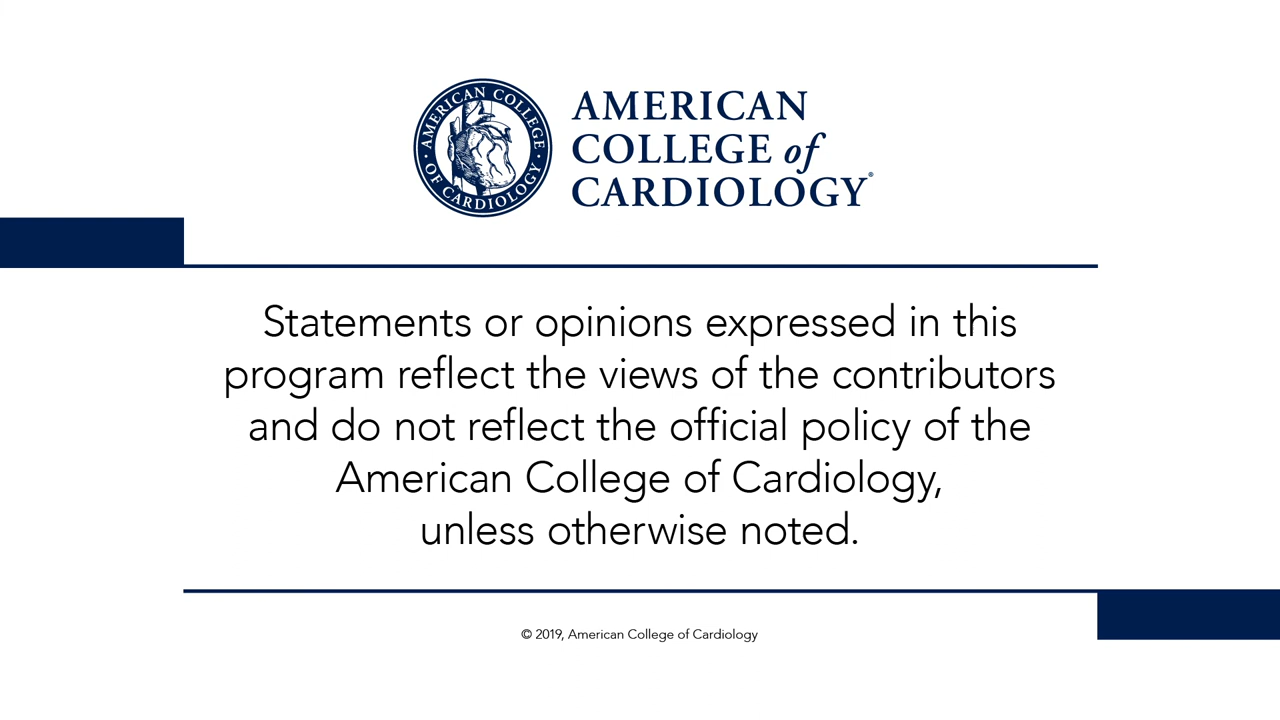 AMERICAN COLLEGE
OF CARDIOLOGY
AMERICAN
COLLEGE of
CARDIOLOGY®
Statements or opinions expressed in this
program reflect the views of the contributors
and do not reflect the official policy of the
American College of Cardiology,
unless otherwise noted.
© 2019, American College of Cardiology